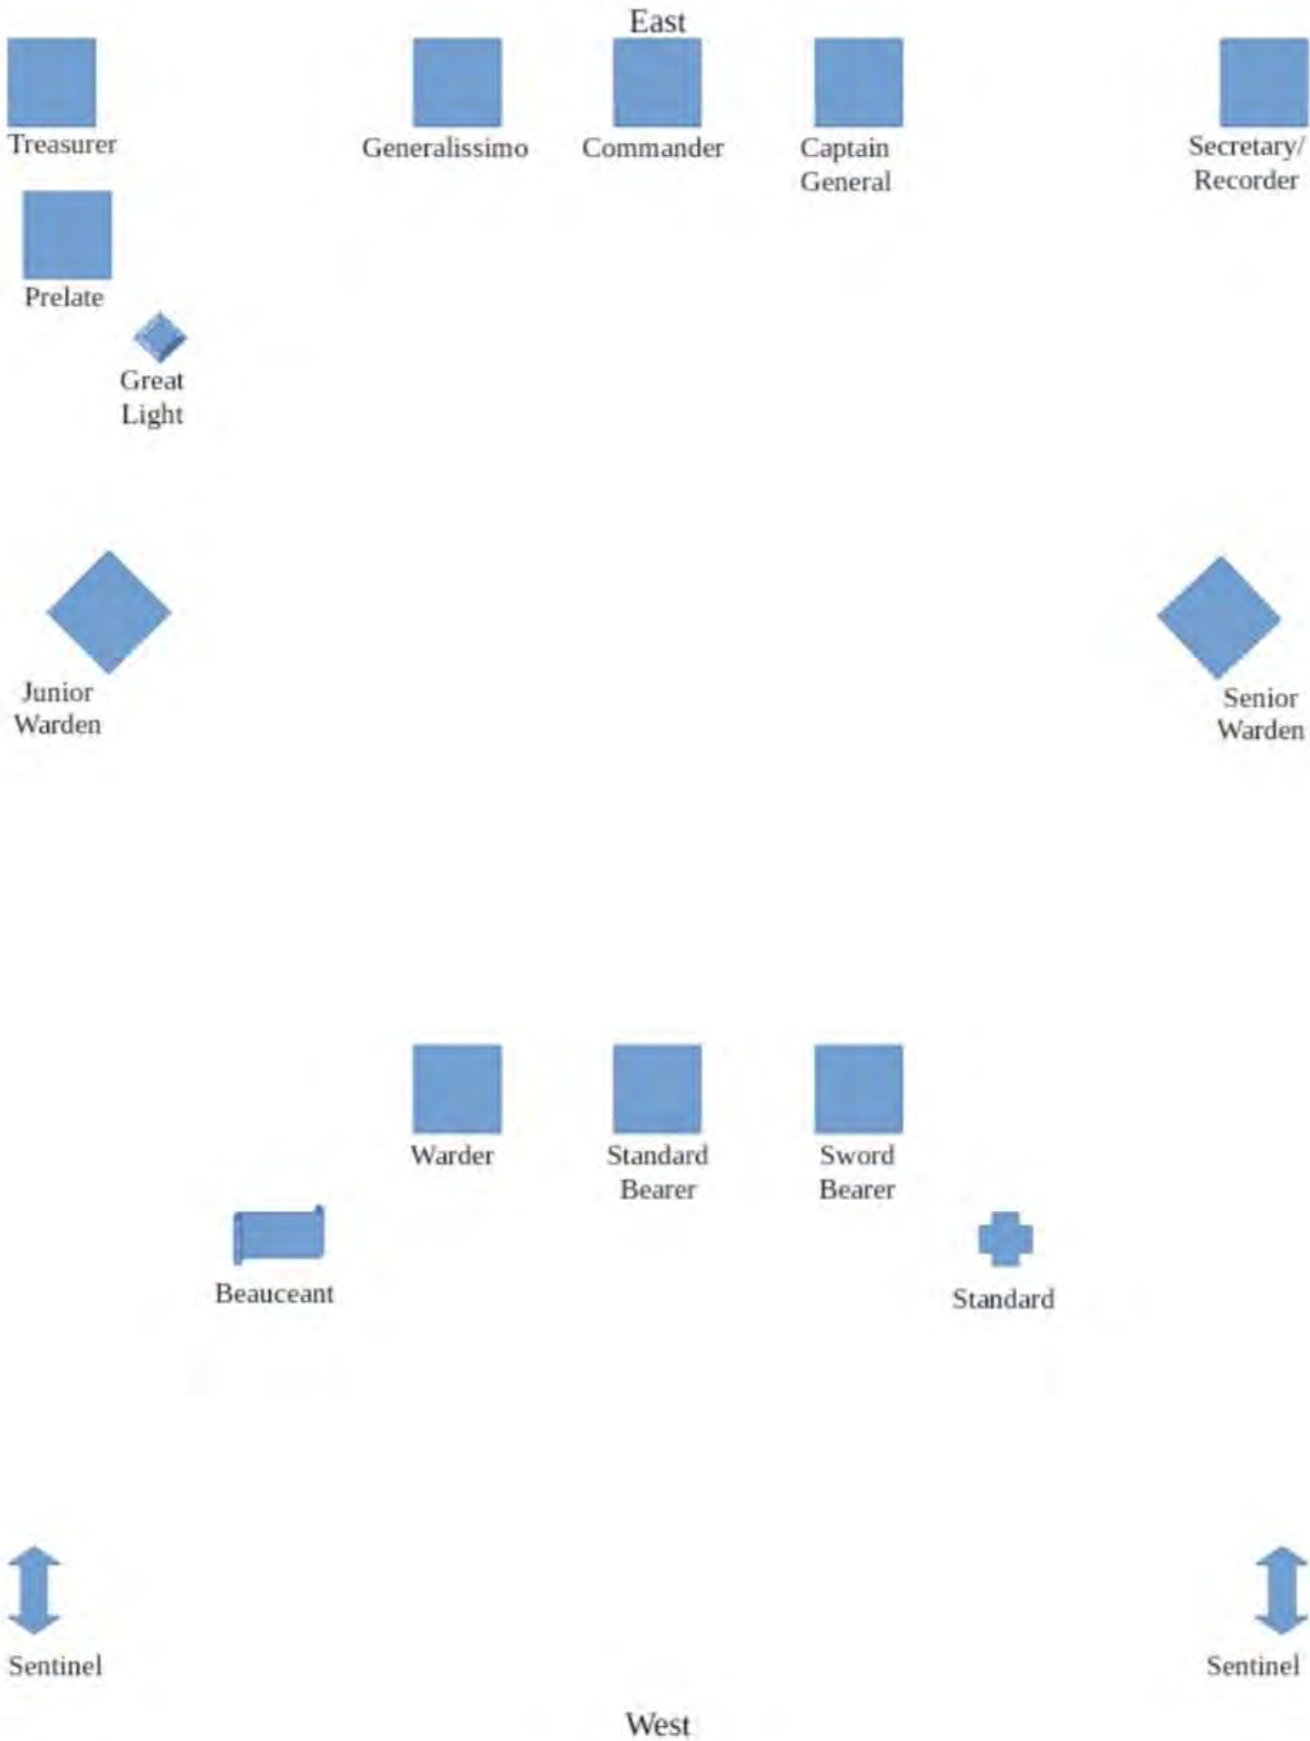 East
Treasurer
Generalissimo
Commander
Captain
General
Secretary/
Recorder
Prelate
Great
Light
Junior
Warden
Senior
Warden
Warder
Standard
Bearer
Sword
Bearer
Beauceant
Standard
Sentinel
Sentinel
West